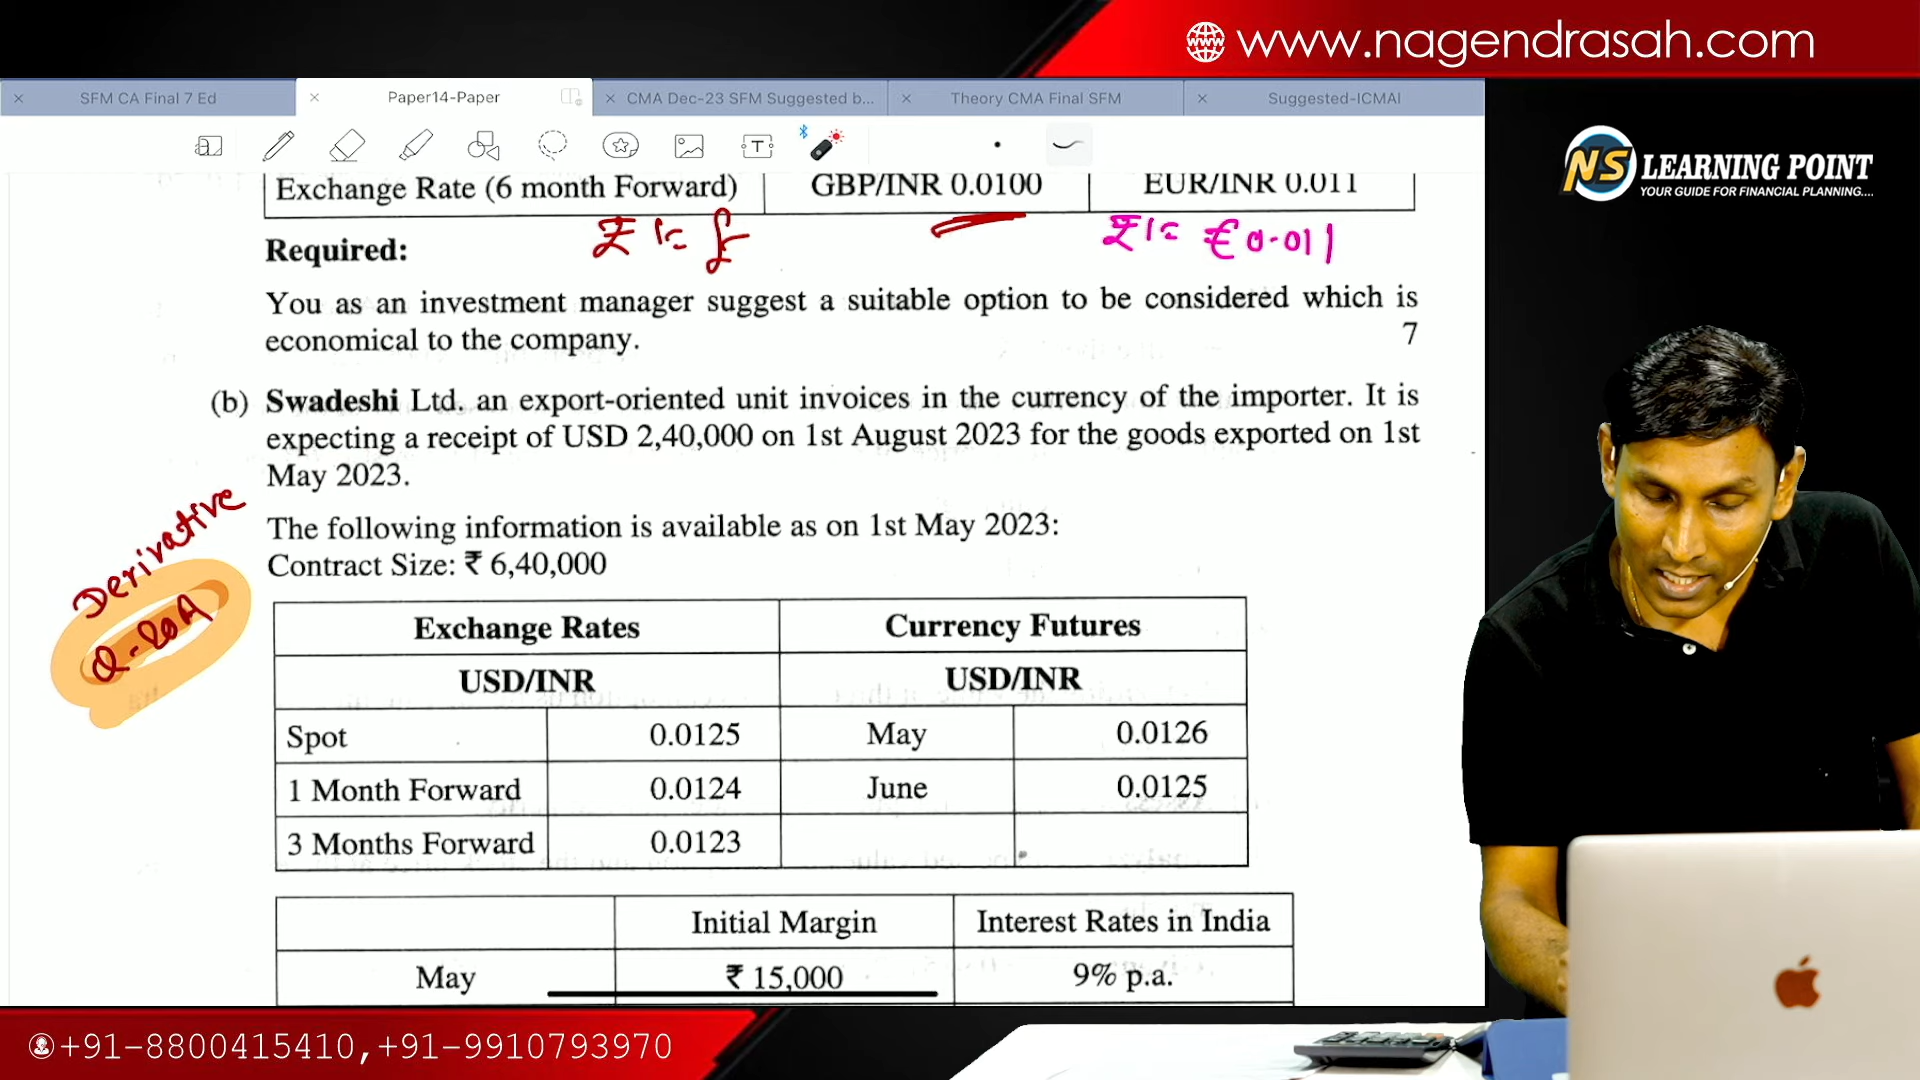 www.nagendrasah.com
SFM CA Final 7 Ed
Paper14-Paper
CMA Dec-23 SFM Suggested b...
Theory CMA Final SFM
Suggested-ICMAI
NS LEARNING POINT
YOUR GUIDE FOR FINANCIAL PLANNING....
Exchange Rate (6 month Forward) GBP/INR 0.0100 EUR/INR 0.011
₹ 1 = £
₹ 1 = € 0.011
Required:
You as an investment manager suggest a suitable option to be considered which is
economical to the company. 7
(b) Swadeshi Ltd. an export-oriented unit invoices in the currency of the importer. It is
expecting a receipt of USD 2,40,000 on 1st August 2023 for the goods exported on 1st
May 2023.
Derivative
Q-20A
The following information is available as on 1st May 2023:
Contract Size: ₹ 6,40,000
Exchange Rates Currency Futures
USD/INR USD/INR
Spot 0.0125 May 0.0126
1 Month Forward 0.0124 June 0.0125
3 Months Forward 0.0123
Initial Margin Interest Rates in India
May ₹ 15,000 9% p.a.
+91-8800415410,+91-9910793970